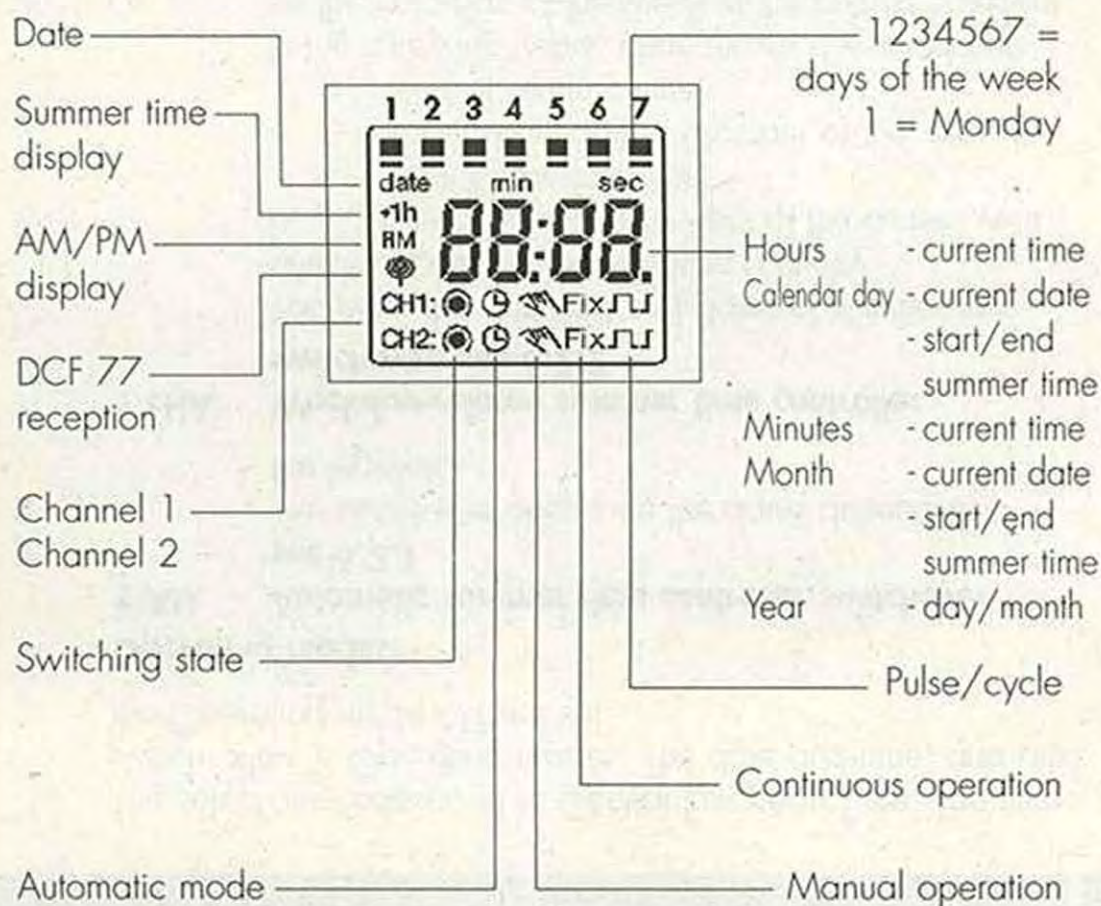 Date
Summer time
display
AM/PM
display
DCF 77
reception
Channel 1
Channel 2
Switching state
Automatic mode
1 2 3 4 5 6 7
date min sec
+1h
AM
88:88.
CH1: Fix
CH2: Fix
1234567 =
days of the week
1 = Monday
Hours - current time
Calendar day - current date
- start/end
summer time
Minutes - current time
Month - current date
- start/end
summer time
Year - day/month
Pulse/cycle
Continuous operation
Manual operation